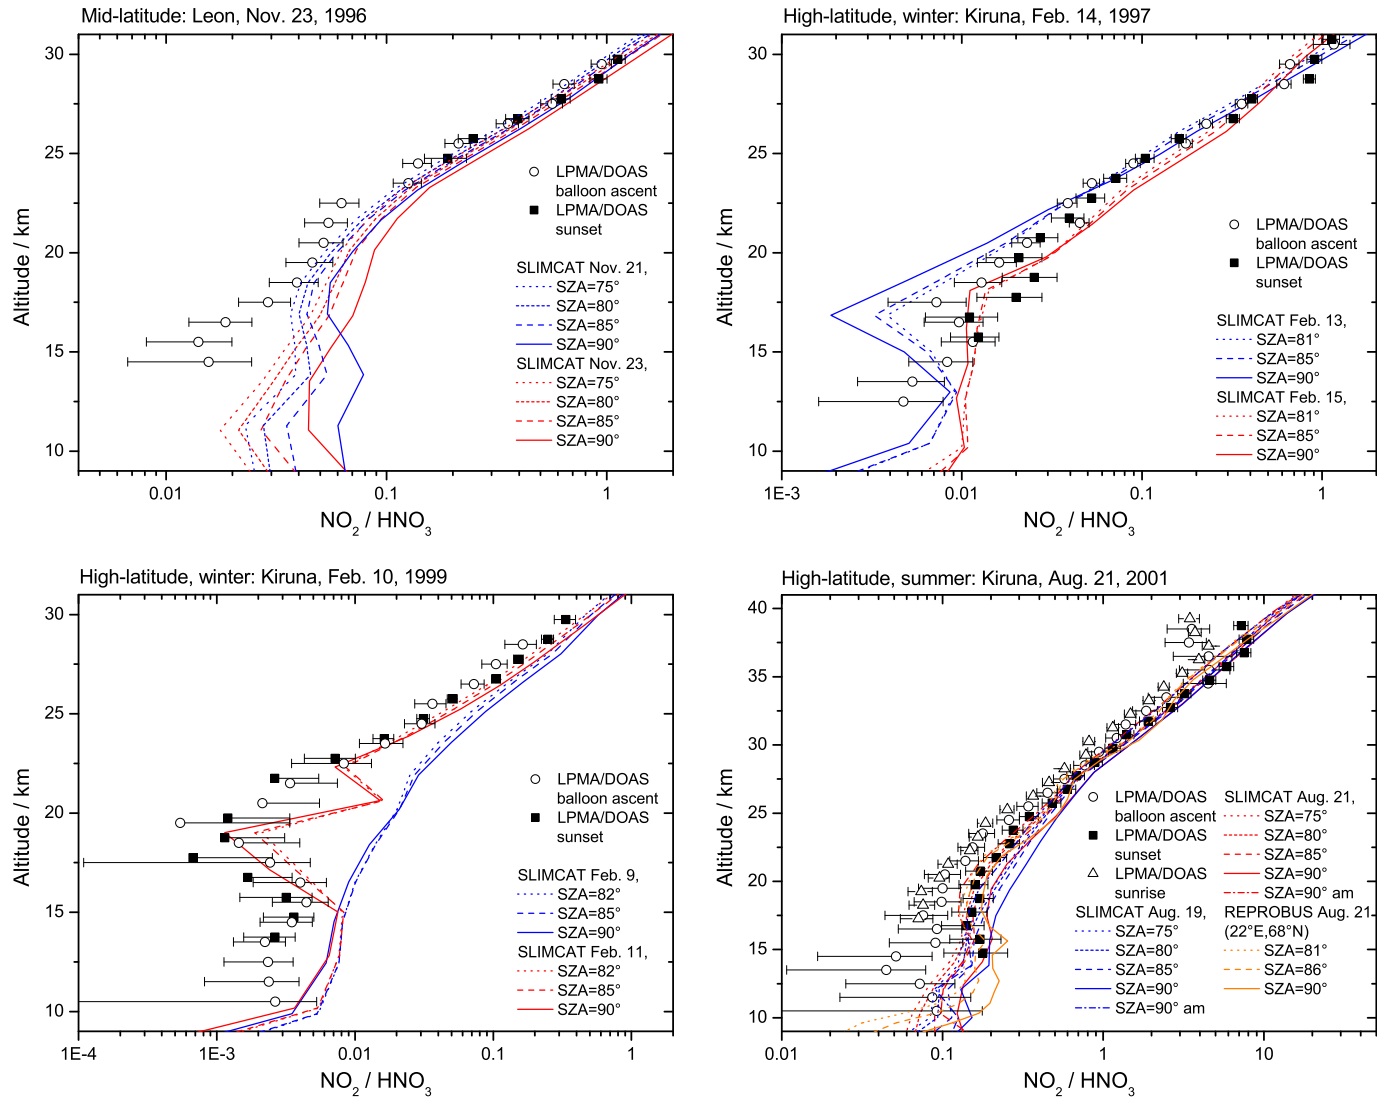 Mid-latitude: Leon, Nov. 23, 1996
30
25
20
15
10
Altitude / km
0.01
0.1
1
NO2 / HNO3
LPMA/DOAS
balloon ascent
LPMA/DOAS
sunset
SLIMCAT Nov. 21,
SZA=75°
SZA=80°
SZA=85°
SZA=90°
SLIMCAT Nov. 23,
SZA=75°
SZA=80°
SZA=85°
SZA=90°
High-latitude, winter: Kiruna, Feb. 14, 1997
30
25
20
15
10
Altitude / km
1E-3
0.01
0.1
1
NO2 / HNO3
LPMA/DOAS
balloon ascent
LPMA/DOAS
sunset
SLIMCAT Feb. 13,
SZA=81°
SZA=85°
SZA=90°
SLIMCAT Feb. 15,
SZA=81°
SZA=85°
SZA=90°
High-latitude, winter: Kiruna, Feb. 10, 1999
30
25
20
15
10
Altitude / km
1E-4
1E-3
0.01
0.1
1
NO2 / HNO3
LPMA/DOAS
balloon ascent
LPMA/DOAS
sunset
SLIMCAT Feb. 9,
SZA=82°
SZA=85°
SZA=90°
SLIMCAT Feb. 11,
SZA=82°
SZA=85°
SZA=90°
High-latitude, summer: Kiruna, Aug. 21, 2001
40
35
30
25
20
15
10
Altitude / km
0.01
0.1
1
10
NO2 / HNO3
LPMA/DOAS
balloon ascent
LPMA/DOAS
sunset
LPMA/DOAS
sunrise
SLIMCAT Aug. 19,
SZA=75°
SZA=80°
SZA=85°
SZA=90°
SZA=90° am
SLIMCAT Aug. 21,
SZA=75°
SZA=80°
SZA=85°
SZA=90°
SZA=90° am
REPROBUS Aug. 21
(22°E,68°N)
SZA=81°
SZA=86°
SZA=90°